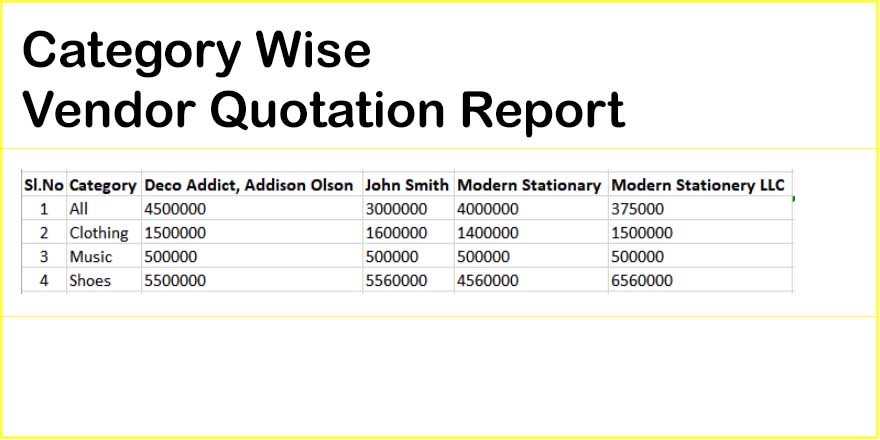 Category Wise
Vendor Quotation Report
Sl.No Category Deco Addict, Addison Olson John Smith Modern Stationary Modern Stationery LLC
1 All 4500000 3000000 4000000 375000
2 Clothing 1500000 1600000 1400000 1500000
3 Music 500000 500000 500000 500000
4 Shoes 5500000 5560000 4560000 6560000